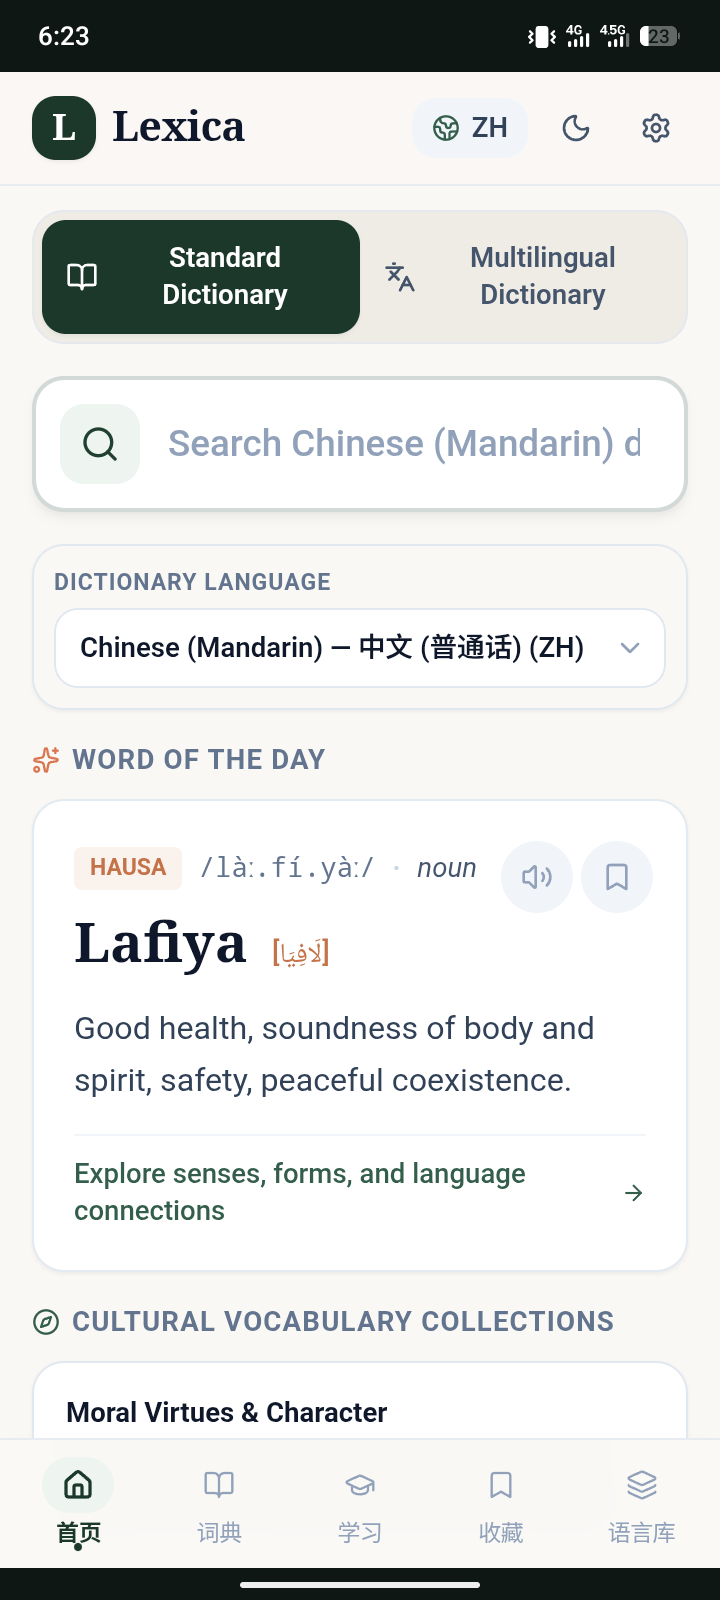 6:23
4G 4.5G 23
L Lexica
ZH
Standard Dictionary
Multilingual Dictionary
Search Chinese (Mandarin) d
DICTIONARY LANGUAGE
Chinese (Mandarin) — 中文 (普通话) (ZH)
WORD OF THE DAY
HAUSA /làː.fí.yàː/ · noun
Lafiya [لَافِيَا]
Good health, soundness of body and
spirit, safety, peaceful coexistence.
Explore senses, forms, and language
connections
CULTURAL VOCABULARY COLLECTIONS
Moral Virtues & Character
首页 词典 学习 收藏 语言库